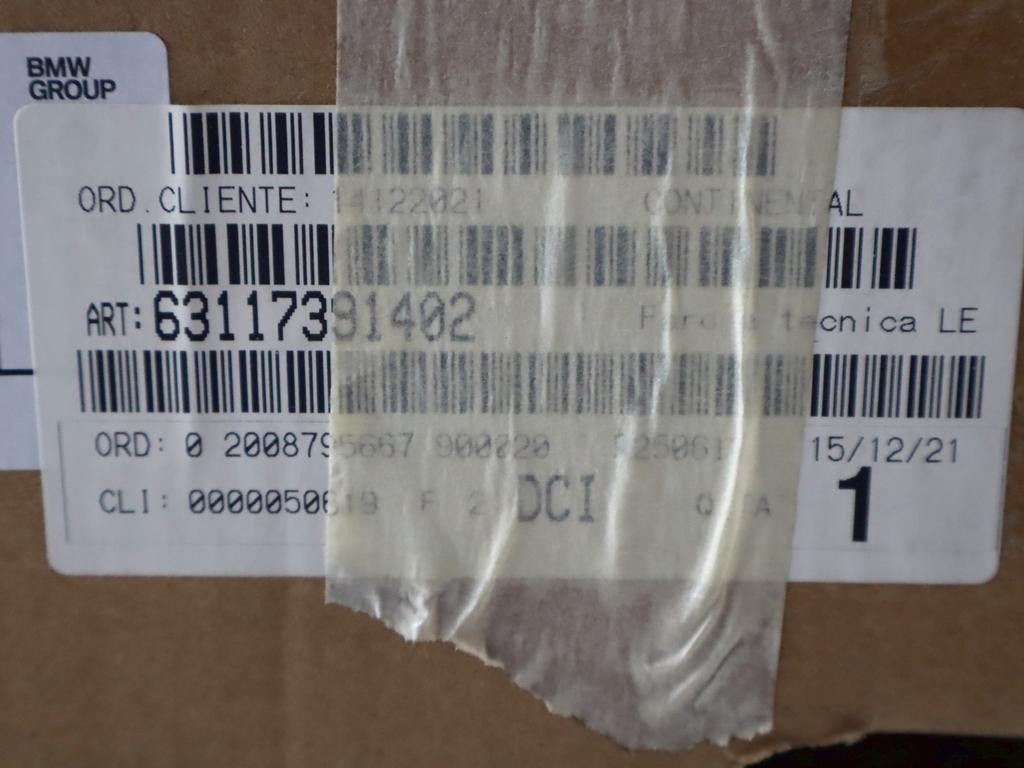 BMW
GROUP
ORD.CLIENTE: 14122021 CONTINENTAL
ART: 63117391402 Faro a tecnica LE
ORD: 0 2008795667 900020 15/12/21
CLI: 0000050619 F 2 DCI 1